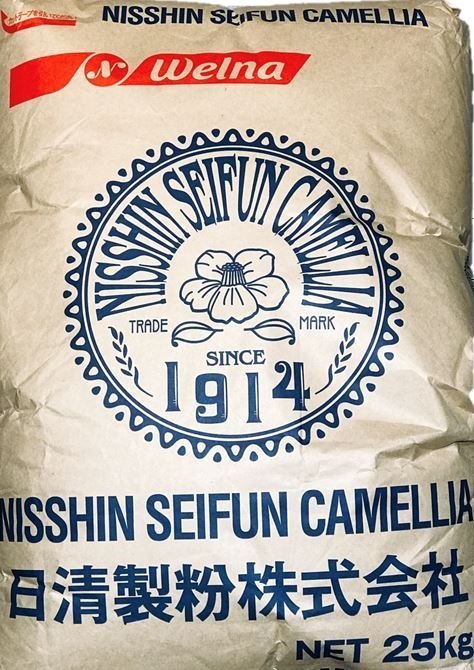 NISSHIN SEIFUN CAMELLIA
N Welna
NISSHIN SEIFUN CAMELLIA
TRADE MARK
SINCE
1914
NISSHIN SEIFUN CAMELLIA
日清製粉株式会社
NET 25kg